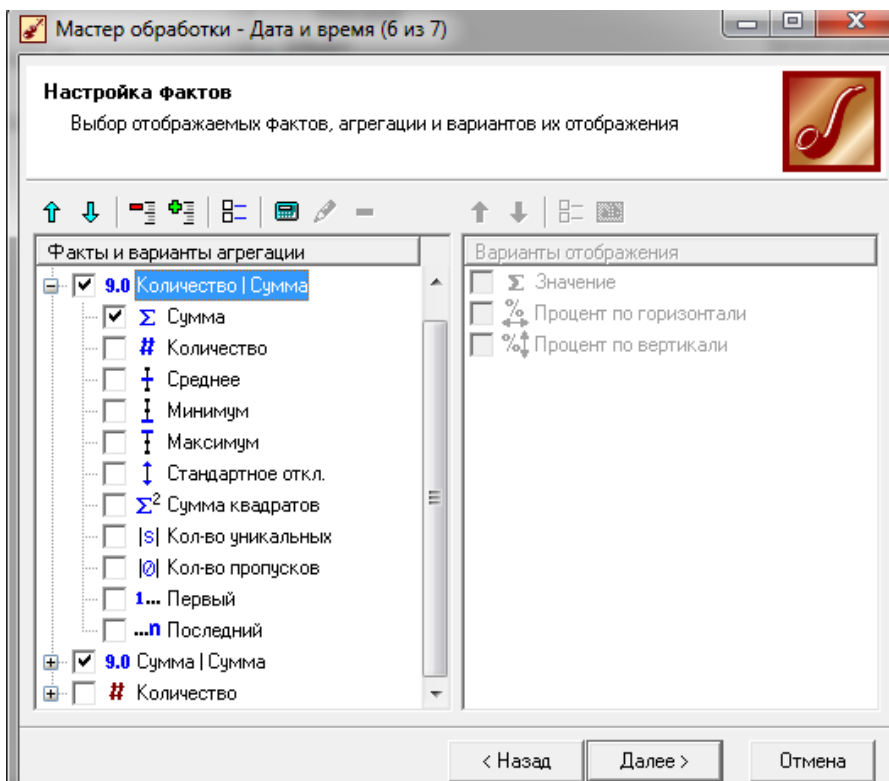 Мастер обработки - Дата и время (6 из 7)
Настройка фактов
Выбор отображаемых фактов, агрегации и вариантов их отображения
Факты и варианты агрегации
9.0 Количество | Сумма
Σ Сумма
# Количество
Среднее
Минимум
Максимум
Стандартное откл.
Σ² Сумма квадратов
|s| Кол-во уникальных
|0| Кол-во пропусков
1... Первый
...n Последний
9.0 Сумма | Сумма
# Количество
Варианты отображения
Σ Значение
% Процент по горизонтали
% Процент по вертикали
< Назад
Далее >
Отмена